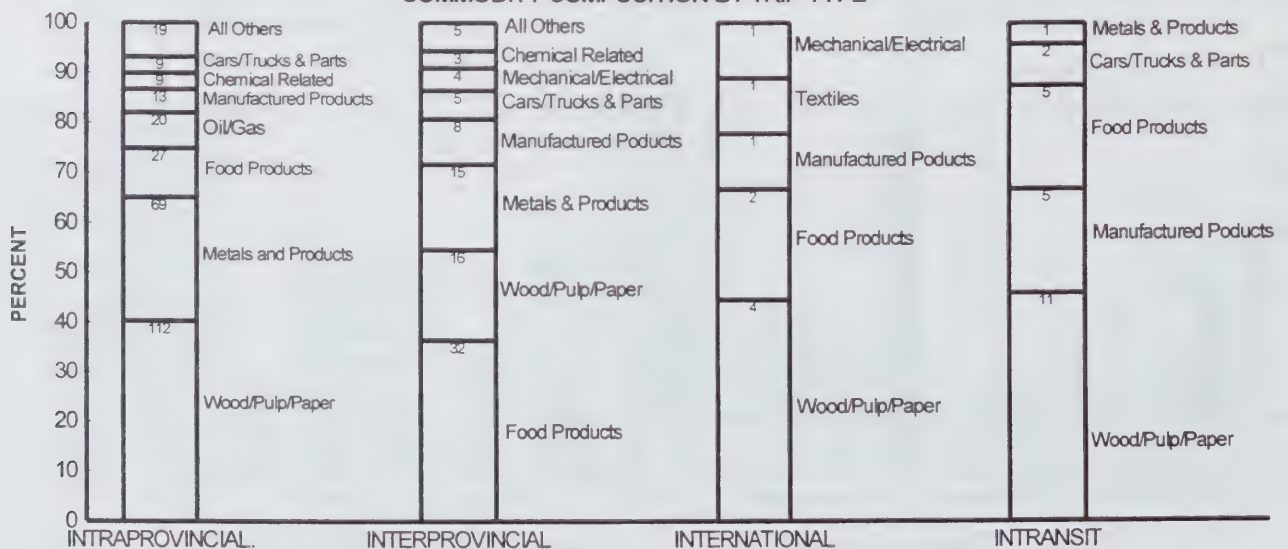 COMMODITY COMPOSITION BY TRIP TYPE
PERCENT
100
90
80
70
60
50
40
30
20
10
0
19 All Others
9 Cars/Trucks & Parts
9 Chemical Related
13 Manufactured Products
20 Oil/Gas
27 Food Products
69 Metals and Products
112 Wood/Pulp/Paper
INTRAPROVINCIAL.
5 All Others
3 Chemical Related
4 Mechanical/Electrical
5 Cars/Trucks & Parts
8 Manufactured Poducts
15 Metals & Products
16 Wood/Pulp/Paper
32 Food Products
INTERPROVINCIAL
1 Mechanical/Electrical
1 Textiles
1 Manufactured Poducts
2 Food Products
4 Wood/Pulp/Paper
INTERNATIONAL
1 Metals & Products
2 Cars/Trucks & Parts
5 Food Products
5 Manufactured Poducts
11 Wood/Pulp/Paper
INTRANSIT